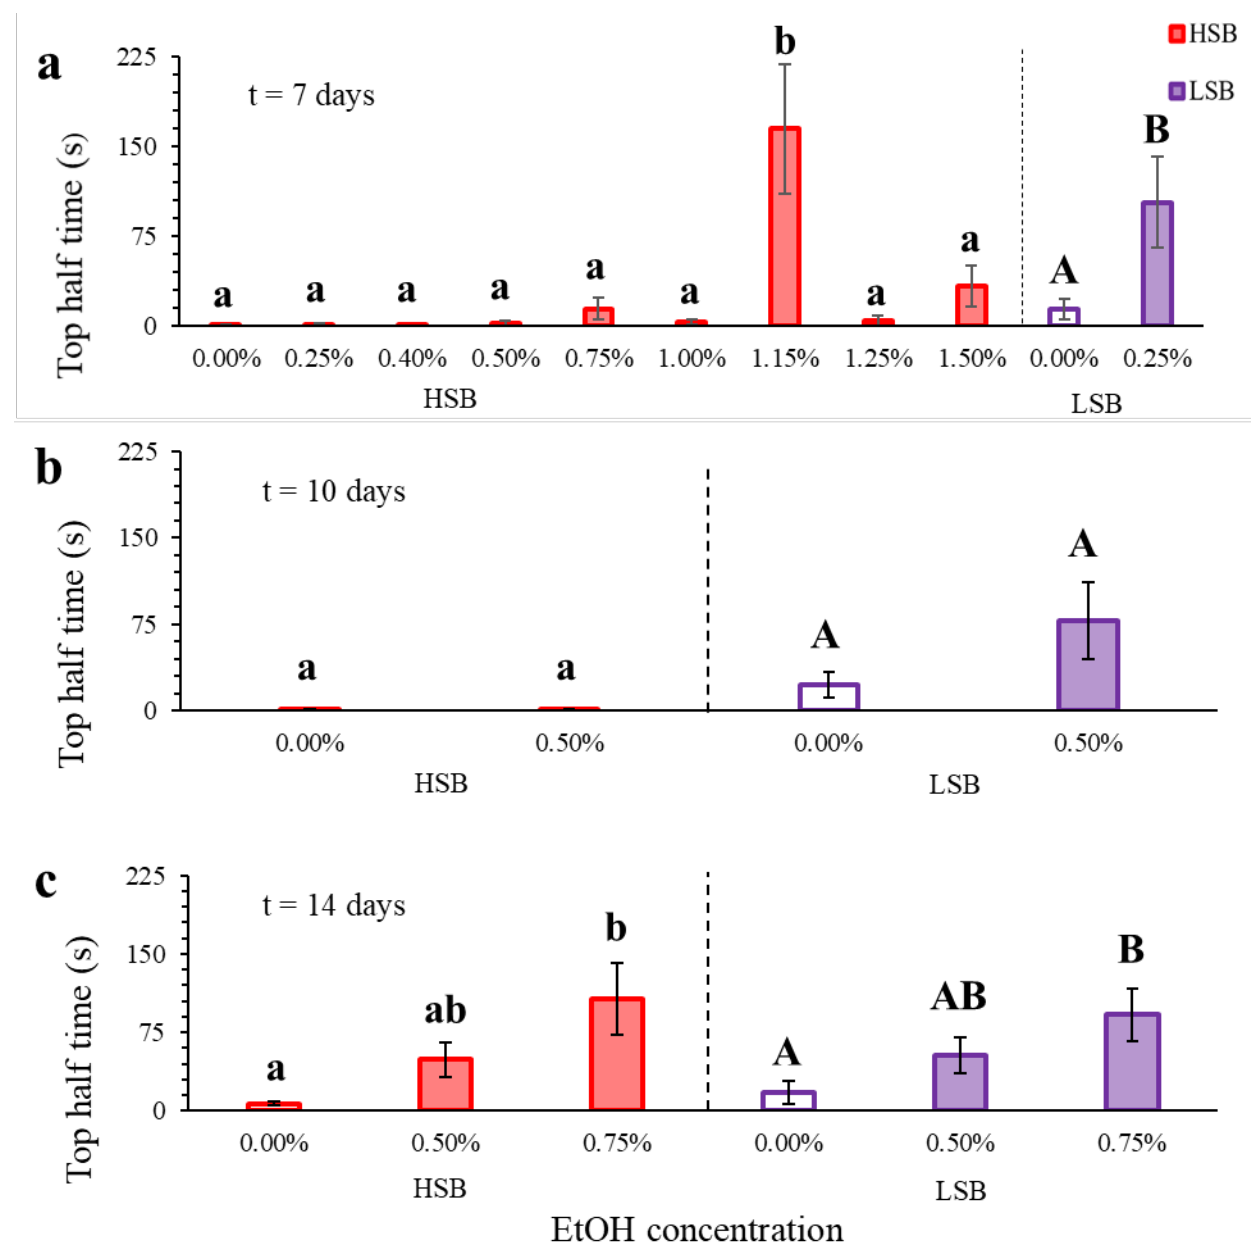 HSB
LSB
a
t = 7 days
Top half time (s)
225
150
75
0
a a a a a a b a a A B
0.00% 0.25% 0.40% 0.50% 0.75% 1.00% 1.15% 1.25% 1.50% 0.00% 0.25%
HSB LSB
b
t = 10 days
Top half time (s)
225
150
75
0
a a A A
0.00% 0.50% 0.00% 0.50%
HSB LSB
c
t = 14 days
Top half time (s)
225
150
75
0
a ab b A AB B
0.00% 0.50% 0.75% 0.00% 0.50% 0.75%
HSB LSB
EtOH concentration